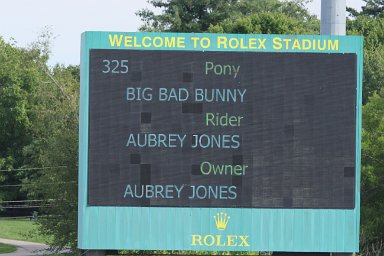 WELCOME TO ROLEX STADIUM
325 Pony
BIG BAD BUNNY
Rider
AUBREY JONES
Owner
AUBREY JONES
ROLEX